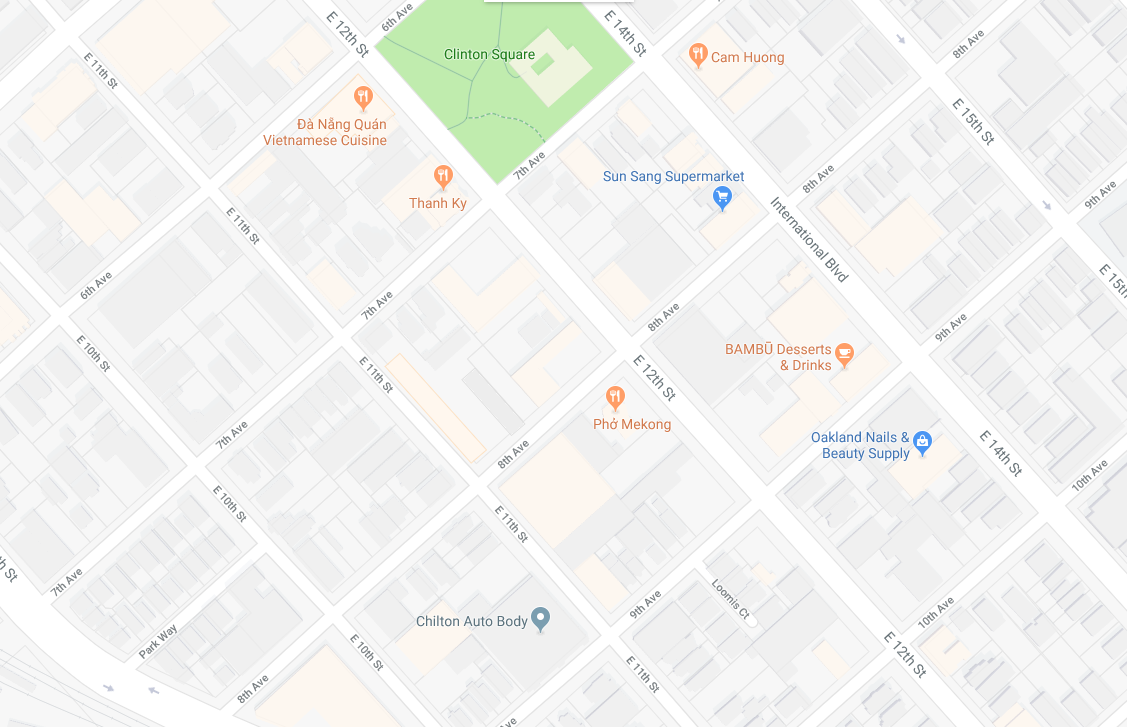 6th Ave
E 12th St
E 14th St
8th Ave
Clinton Square
Cam Huong
E 11th St
E 15th St
Đà Nẵng Quán
Vietnamese Cuisine
7th Ave
Sun Sang Supermarket
8th Ave
9th Ave
Thanh Ky
E 11th St
International Blvd
E 15th
6th Ave
7th Ave
8th Ave
9th Ave
E 10th St
BAMBŪ Desserts
& Drinks
E 11th St
E 12th St
Phở Mekong
7th Ave
8th Ave
Oakland Nails &
Beauty Supply
E 14th St
10th Ave
E 10th St
E 11th St
St
7th Ave
Loomis Ct
9th Ave
10th Ave
Chilton Auto Body
Park Way
E 10th St
E 12th St
E 11th St
8th Ave
Ave